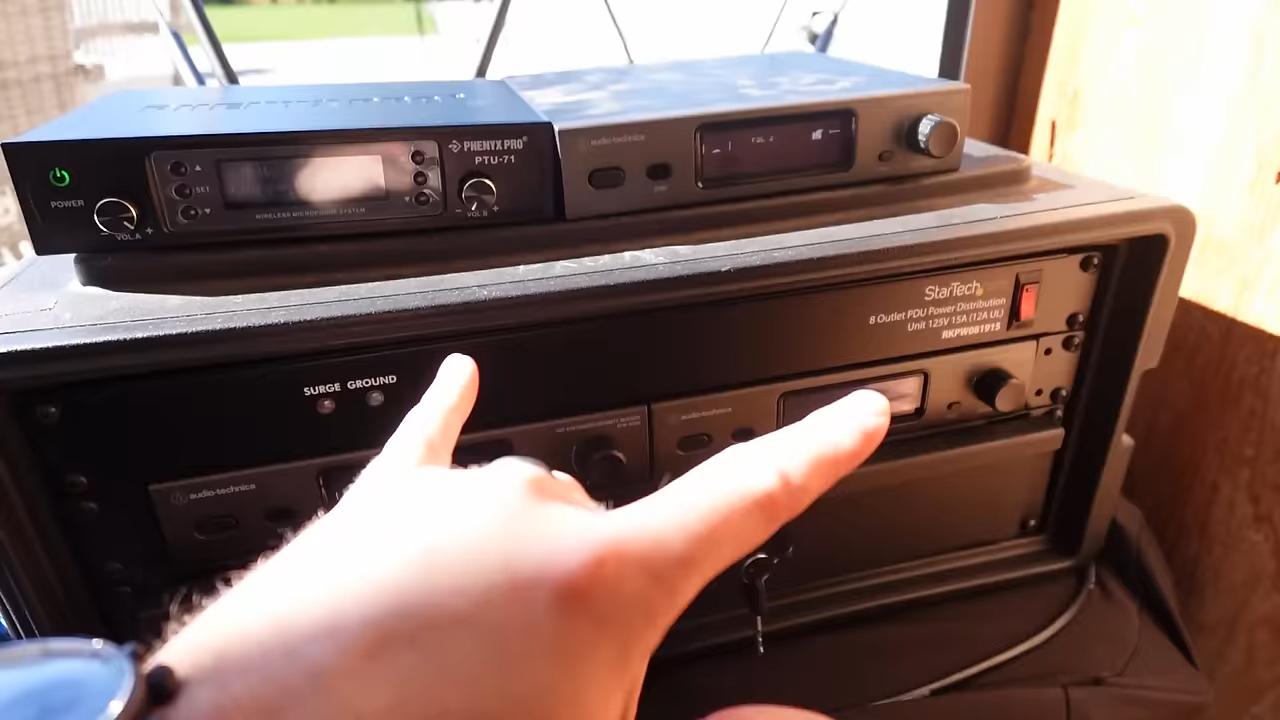 POWER
VOL.A
SET
WIRELESS MICROPHONE SYSTEM
PHENYX PRO®
PTU-71
VOL.B
audio-technica
StarTech
8 Outlet PDU Power Distribution
Unit 125V 15A (12A UL)
RKPW081915
SURGE GROUND
audio-technica
audio-technica